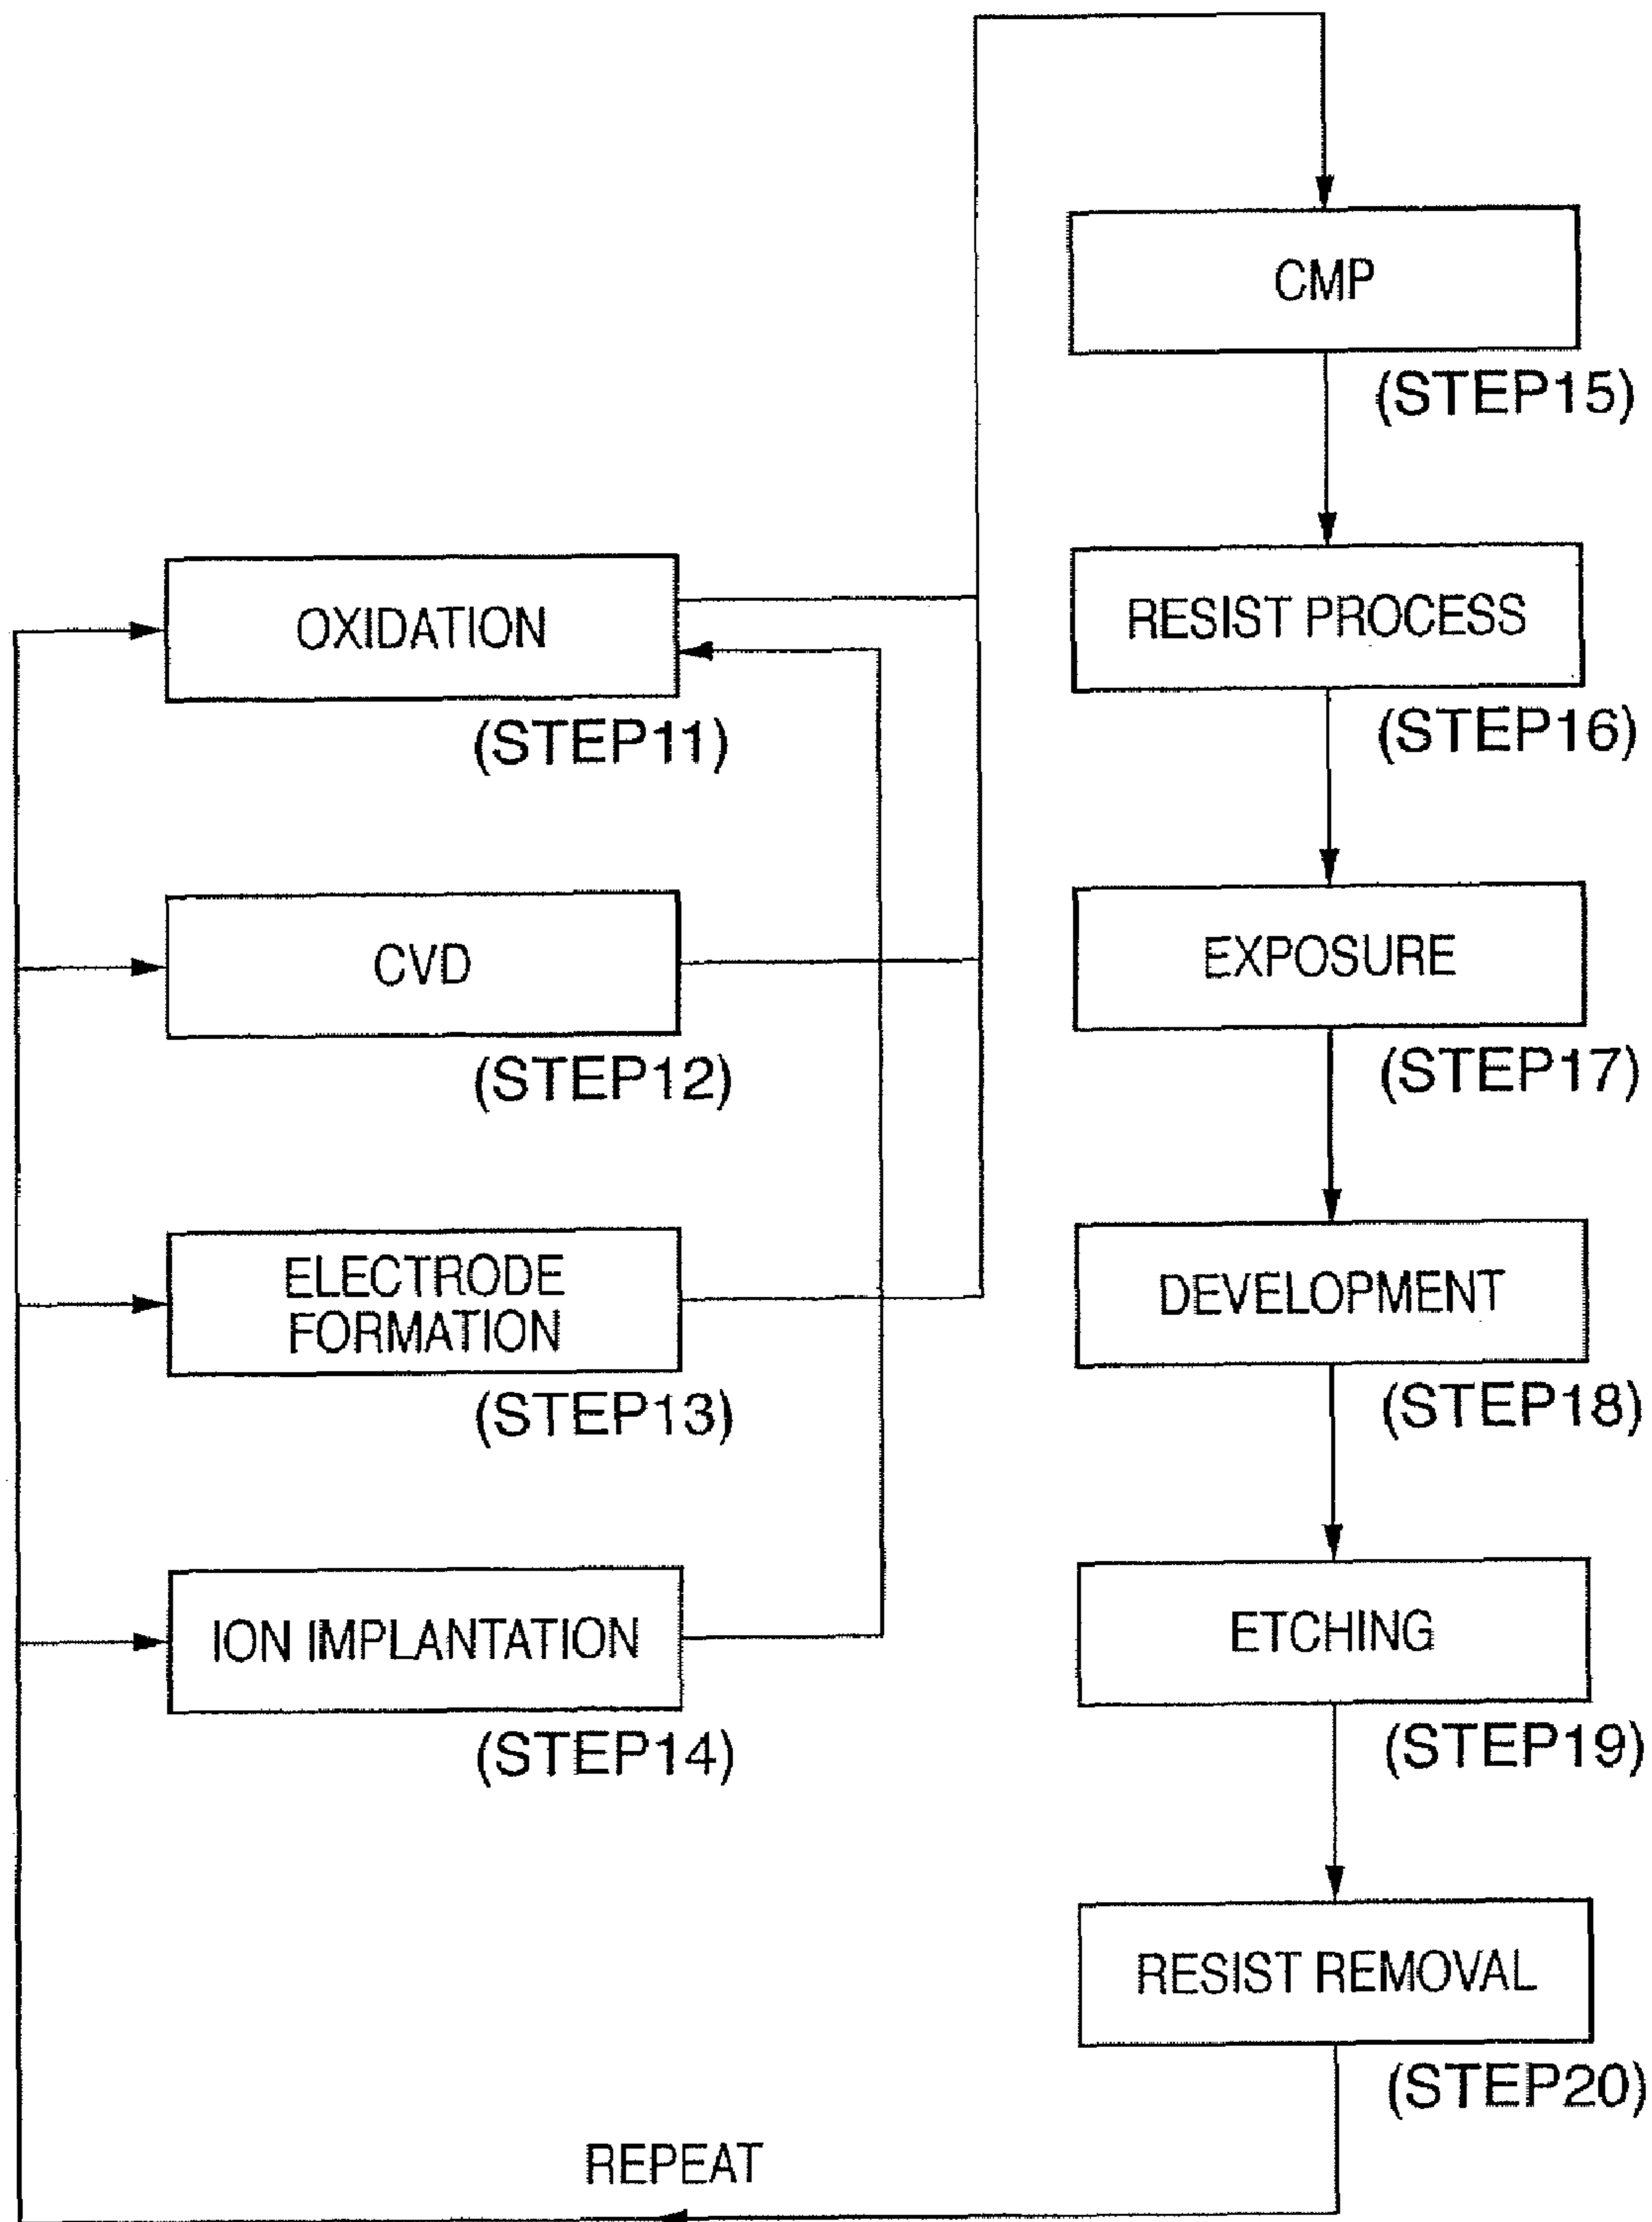 OXIDATION
(STEP11)
CVD
(STEP12)
ELECTRODE
FORMATION
(STEP13)
ION IMPLANTATION
(STEP14)
CMP
(STEP15)
RESIST PROCESS
(STEP16)
EXPOSURE
(STEP17)
DEVELOPMENT
(STEP18)
ETCHING
(STEP19)
RESIST REMOVAL
(STEP20)
REPEAT